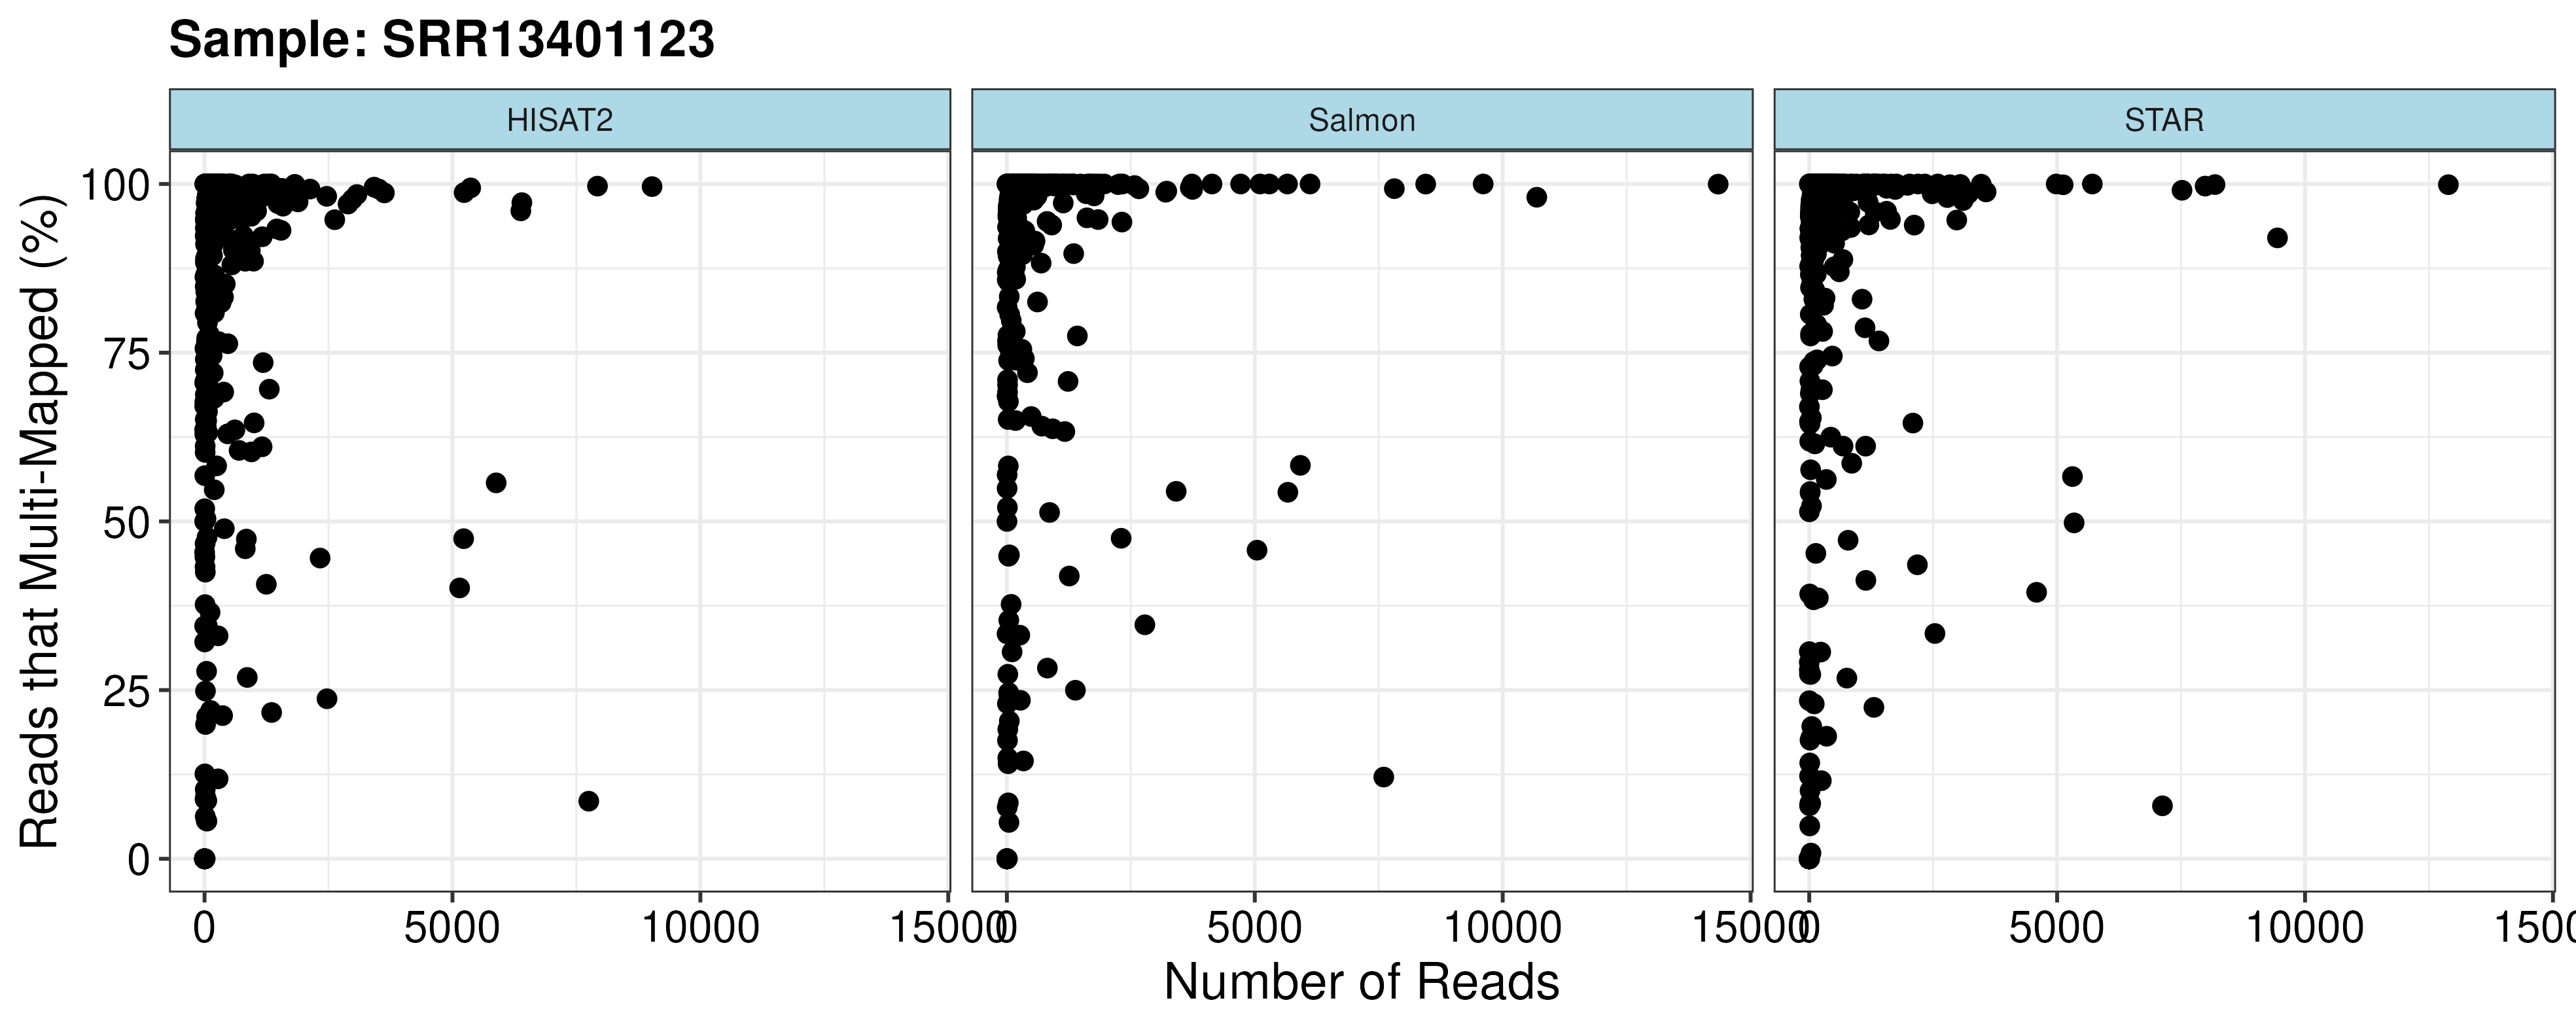 Sample: SRR13401123
HISAT2 Salmon STAR
Reads that Multi-Mapped (%)
100
75
50
25
0
0 5000 10000 15000 0 5000 10000 15000 0 5000 10000 1500
Number of Reads